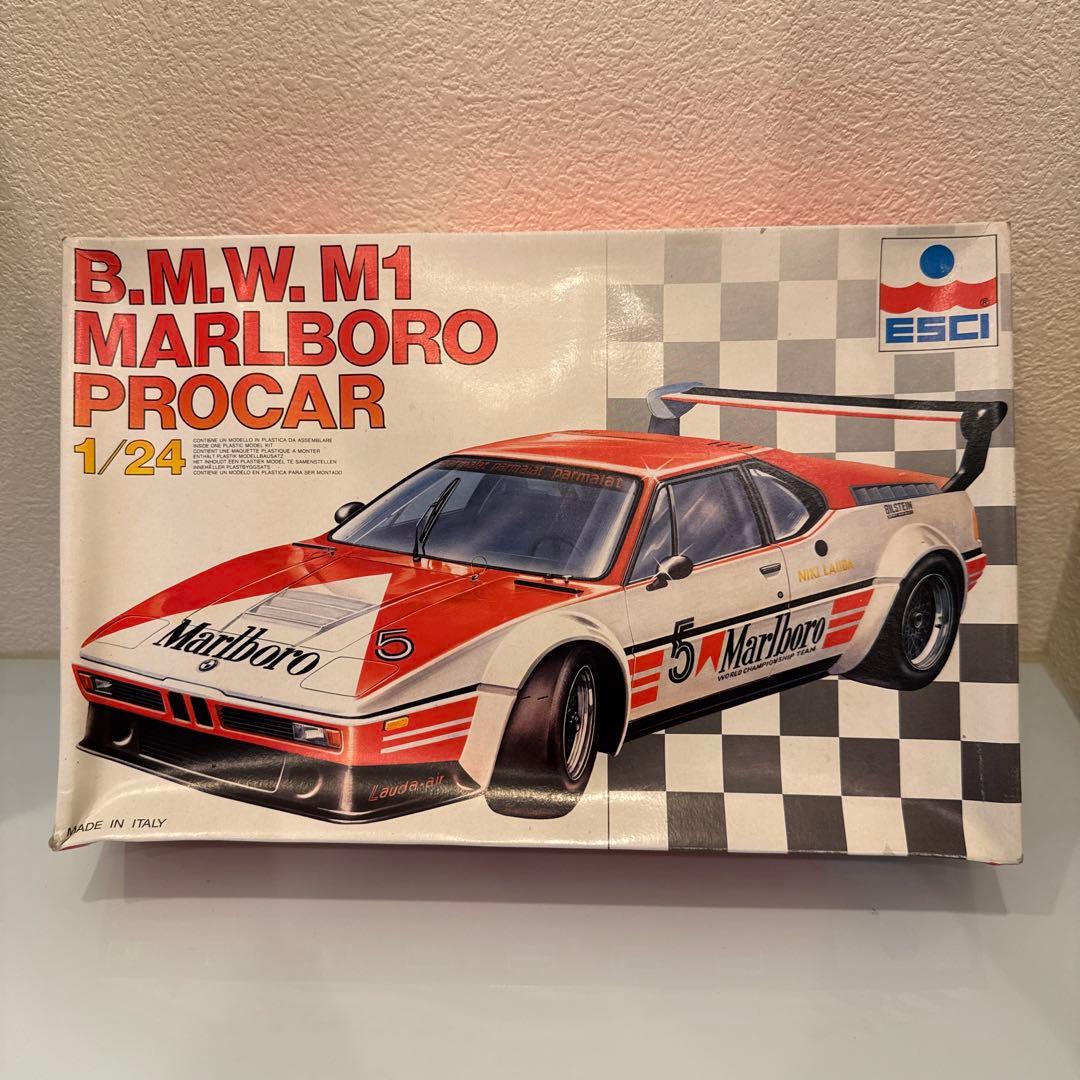 B.M.W. M1
MARLBORO
PROCAR
1/24
CONTIENE UN MODELLO IN PLASTICA DA ASSEMBLARE
INSIDE ONE PLASTIC MODEL KIT
CONTIENT UNE MAQUETTE PLASTIQUE A MONTER
ENTHÄLT PLASTIK MODELLBAUSATZ
HET INHOUDT EEN PLASTIEK MODEL TE SAMENSTELLEN
INNEHÅLLER PLASTBYGGSATS
CONTIENE UN MODELO EN PLASTICA PARA SER MONTADO
ESCI
®
parmalat parmalat
BILSTEIN
NIKI LAUDA
Marlboro
5
5 Marlboro
WORLD CHAMPIONSHIP TEAM
Lauda-air
MADE IN ITALY